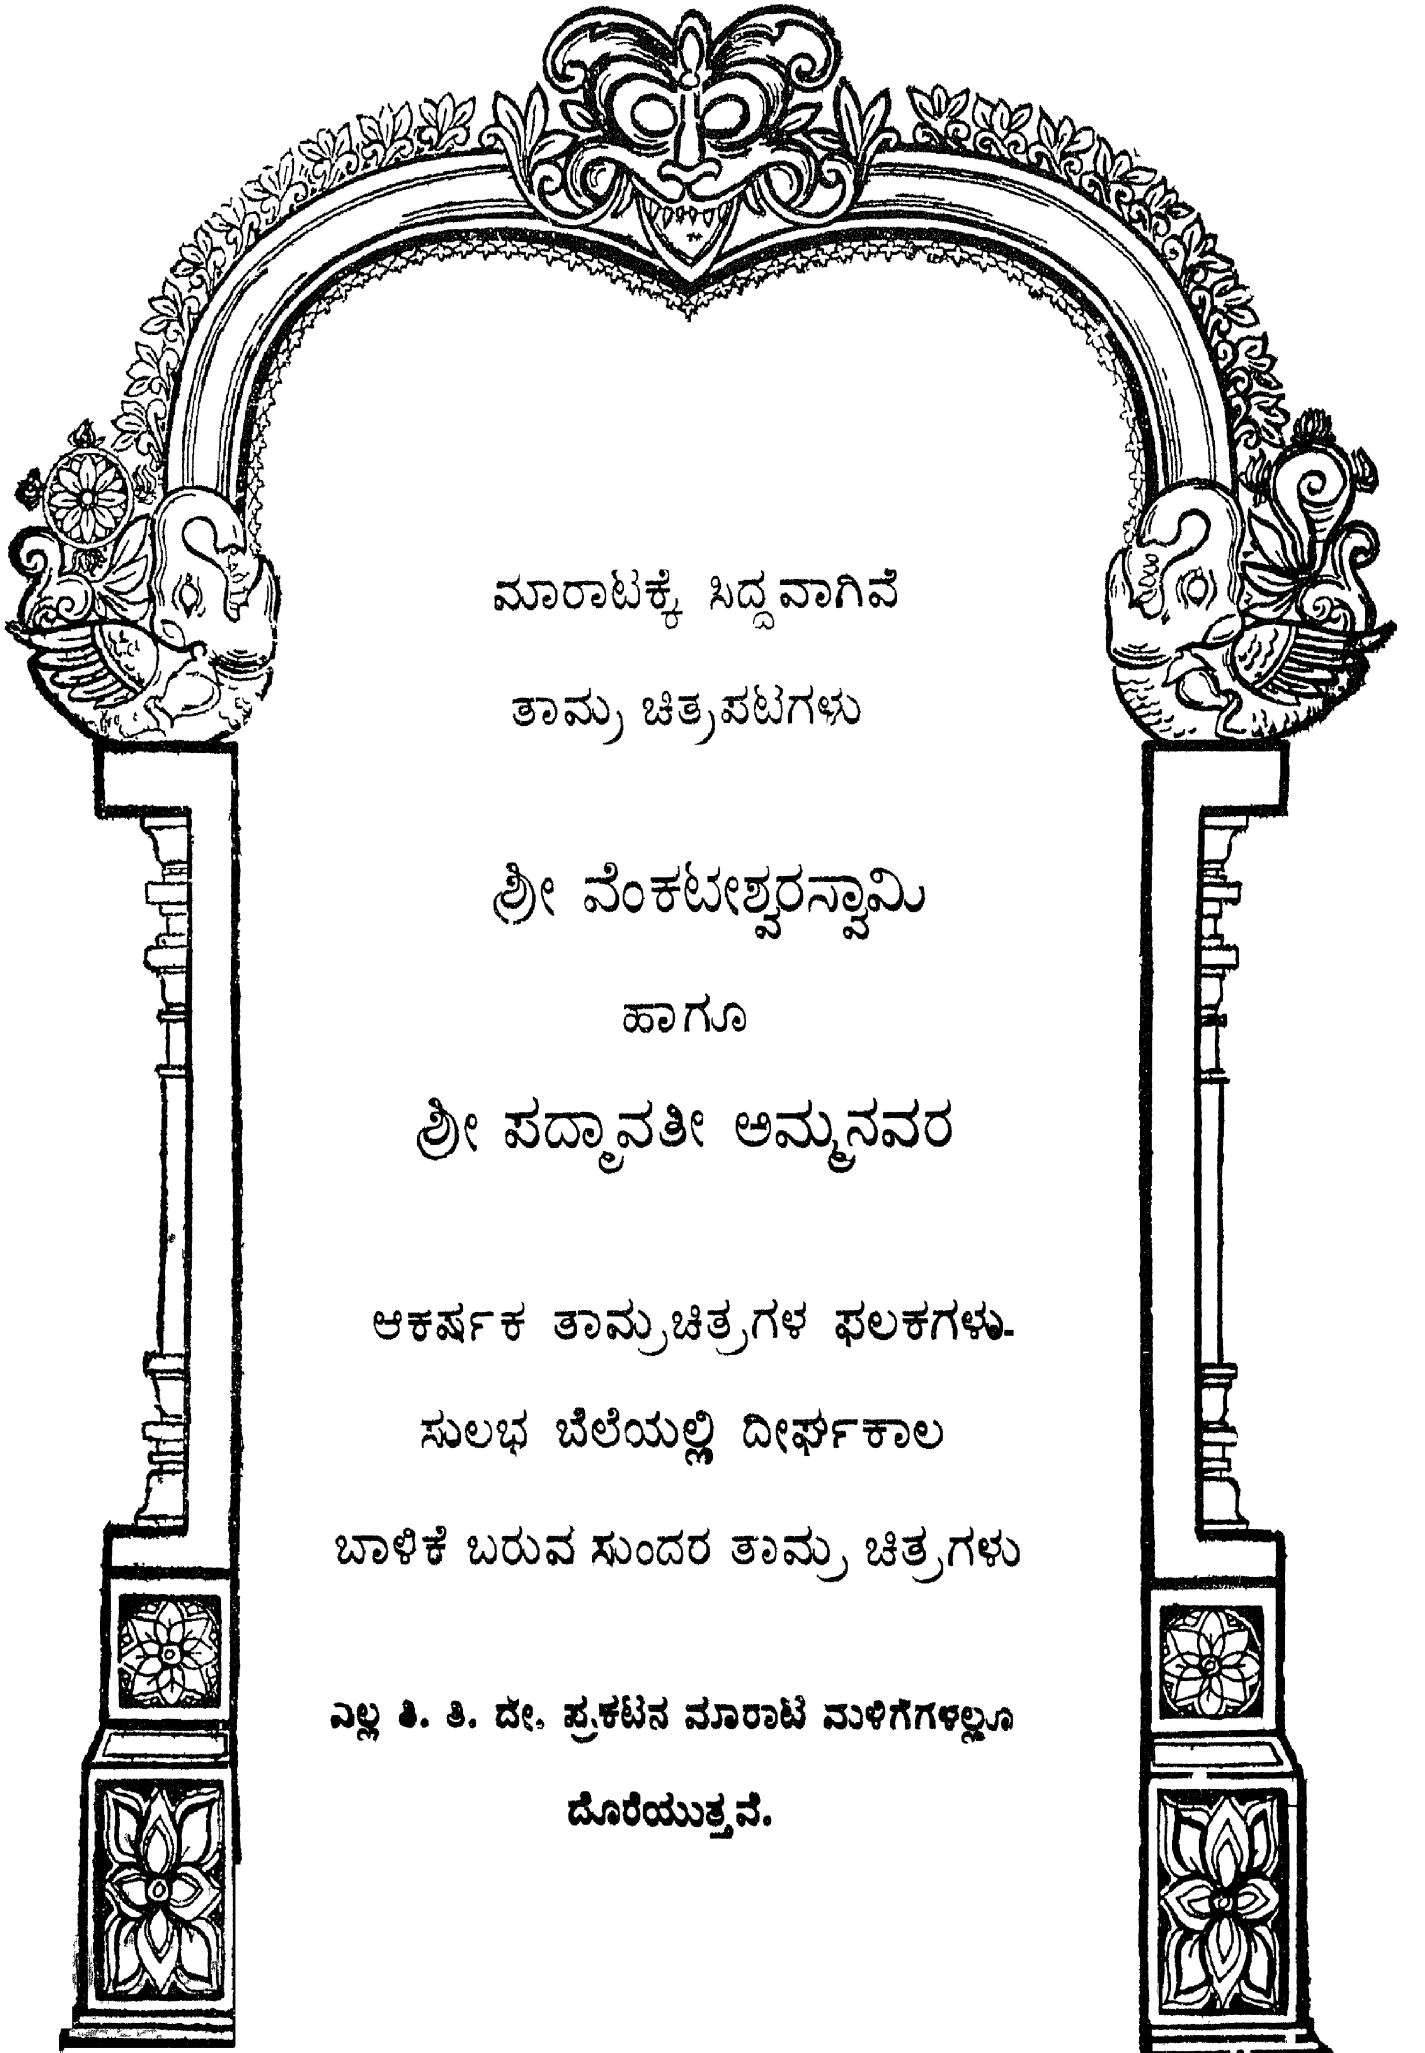 ಮಾರಾಟಕ್ಕೆ ಸಿದ್ದವಾಗಿವೆ
ತಾಮ್ರ ಚಿತ್ರಪಟಗಳು
ಶ್ರೀ ವೆಂಕಟೇಶ್ವರಸ್ವಾಮಿ
ಹಾಗೂ
ಶ್ರೀ ಪದ್ಮಾವತೀ ಅಮ್ಮನವರ
ಆಕರ್ಷಕ ತಾಮ್ರಚಿತ್ರಗಳ ಫಲಕಗಳು-
ಸುಲಭ ಬೆಲೆಯಲ್ಲಿ ದೀರ್ಘಕಾಲ
ಬಾಳಿಕೆ ಬರುವ ಸುಂದರ ತಾಮ್ರ ಚಿತ್ರಗಳು
ಎಲ್ಲ ತಿ. ತಿ. ದೇ. ಪ್ರಕಟನ ಮಾರಾಟ ಮಳಿಗೆಗಳಲ್ಲೂ
ದೊರೆಯುತ್ತವೆ.